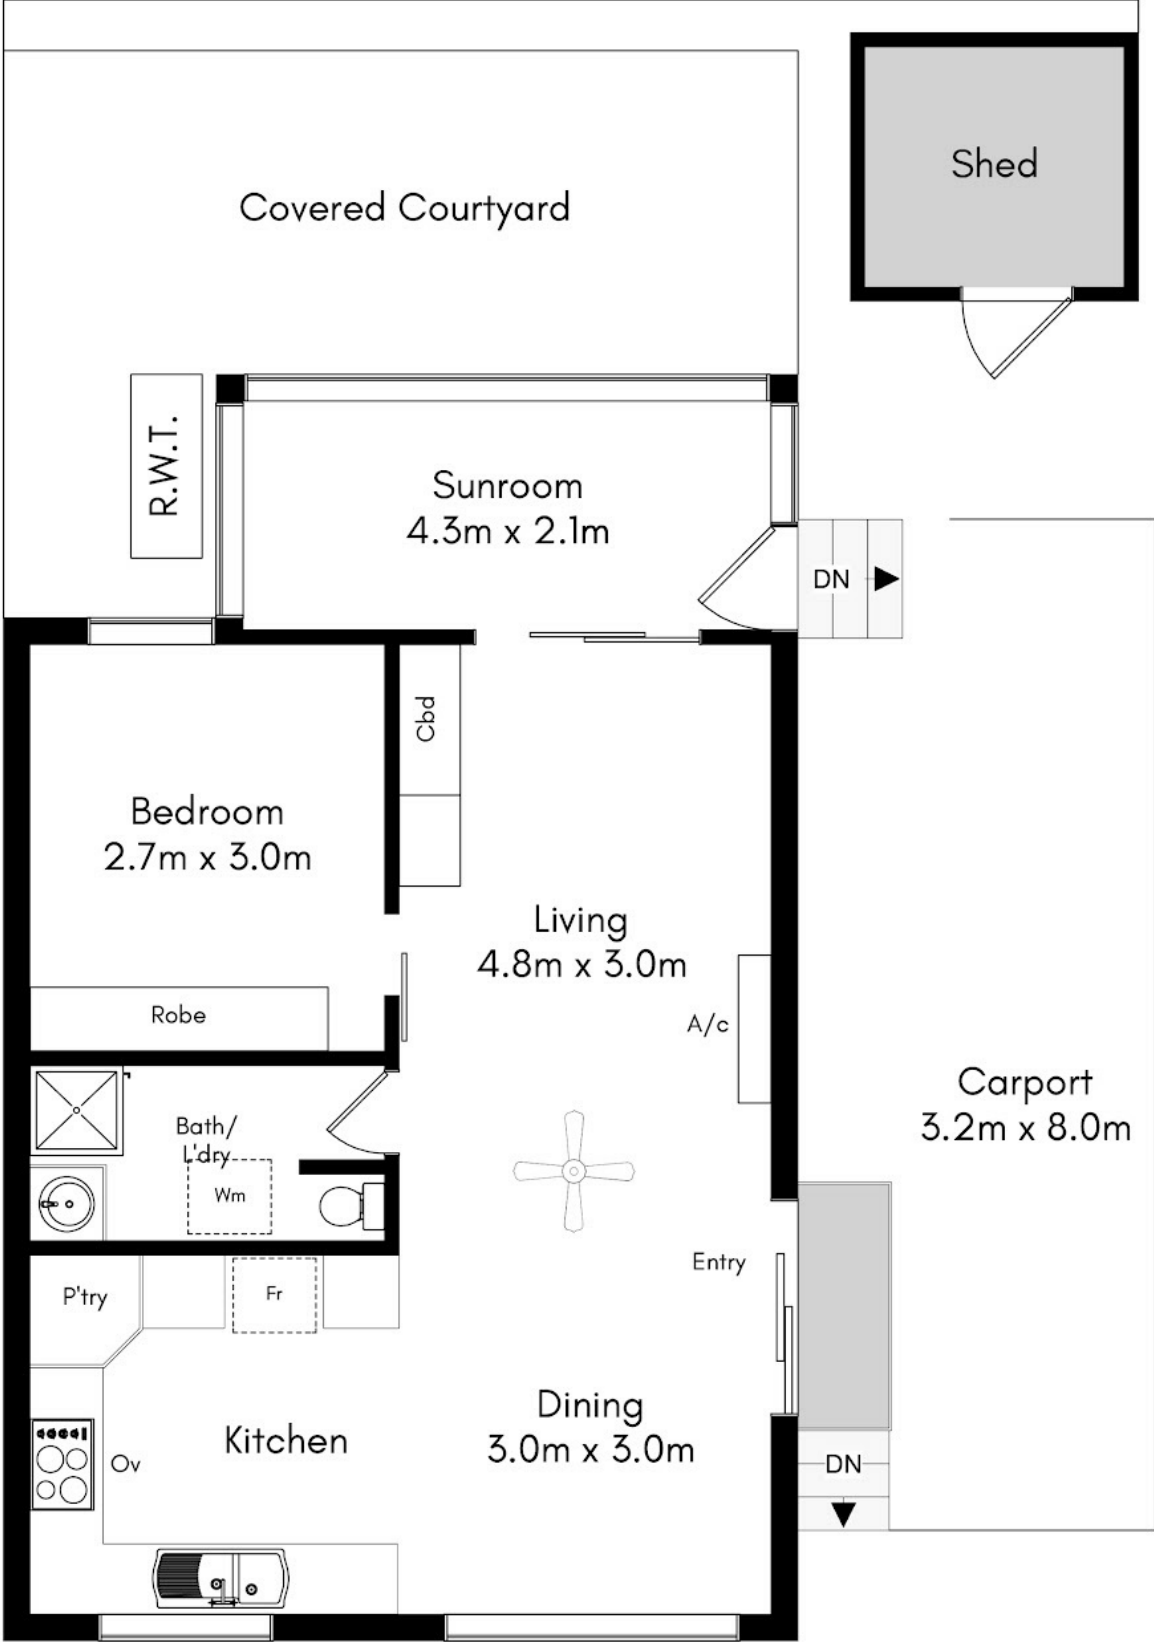 Shed
Covered Courtyard
R.W.T.
Sunroom
4.3m x 2.1m
DN
Cbd
Bedroom
2.7m x 3.0m
Living
4.8m x 3.0m
Robe
A/c
Carport
3.2m x 8.0m
Bath/
L'dry
Wm
Entry
P'try
Fr
Dining
3.0m x 3.0m
Kitchen
Ov
DN